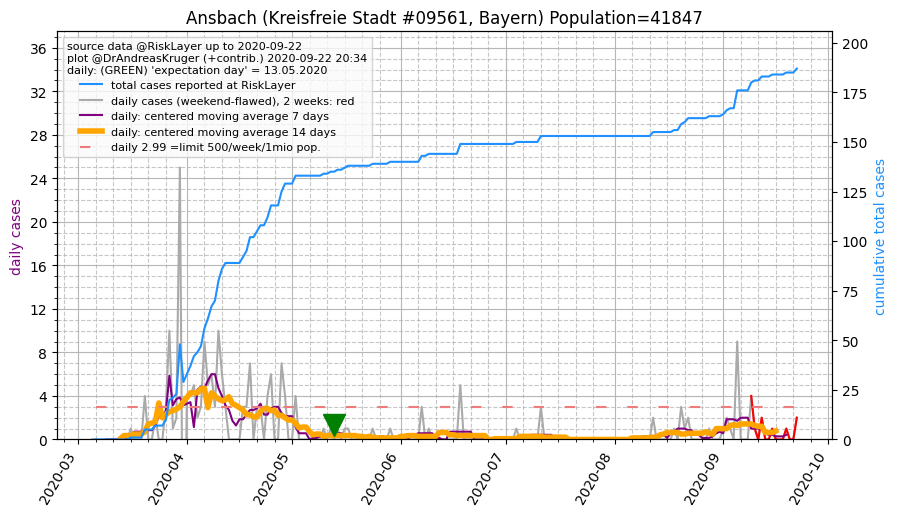 Ansbach (Kreisfreie Stadt #09561, Bayern) Population=41847
source data @RiskLayer up to 2020-09-22
plot @DrAndreasKruger (+contrib.) 2020-09-22 20:34
daily: (GREEN) 'expectation day' = 13.05.2020
total cases reported at RiskLayer
daily cases (weekend-flawed), 2 weeks: red
daily: centered moving average 7 days
daily: centered moving average 14 days
daily 2.99 =limit 500/week/1mio pop.
daily cases
36
32
28
24
20
16
12
8
4
0
cumulative total cases
200
175
150
125
100
75
50
25
0
2020-03
2020-04
2020-05
2020-06
2020-07
2020-08
2020-09
2020-10